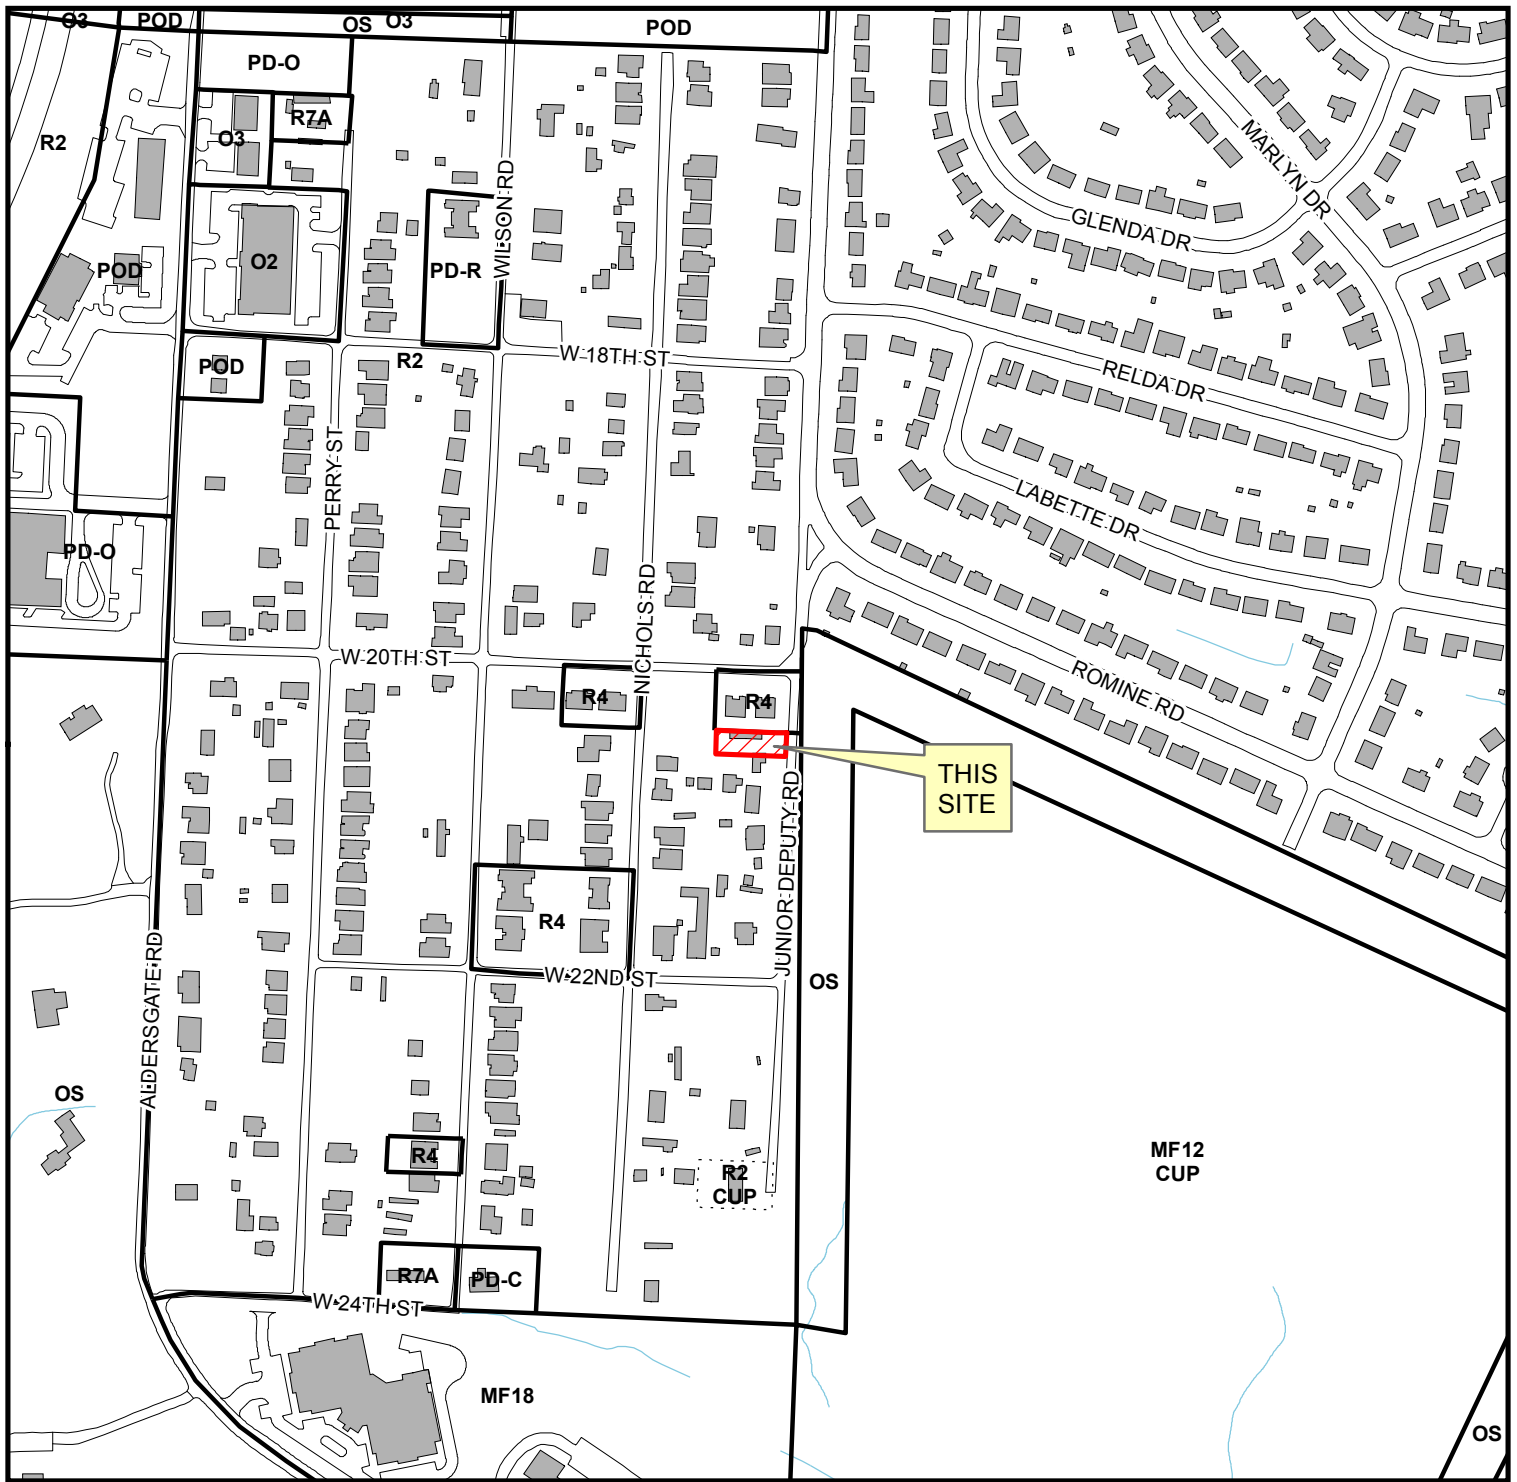 O3
POD
OS
O3
POD
PD-O
R7A
O3
R2
MARLYN DR
WILSON RD
GLENDA DR
O2
POD
PD-R
W 18TH ST
R2
POD
RELDA DR
PERRY ST
LABETTE DR
PD-O
NICHOLS RD
W 20TH ST
R4
R4
ROMINE RD
THIS
SITE
JUNIOR DEPUTY RD
R4
ALDERSGATE RD
W 22ND ST
OS
OS
R4
MF12
CUP
R2
CUP
R7A
PD-C
W 24TH ST
MF18
OS